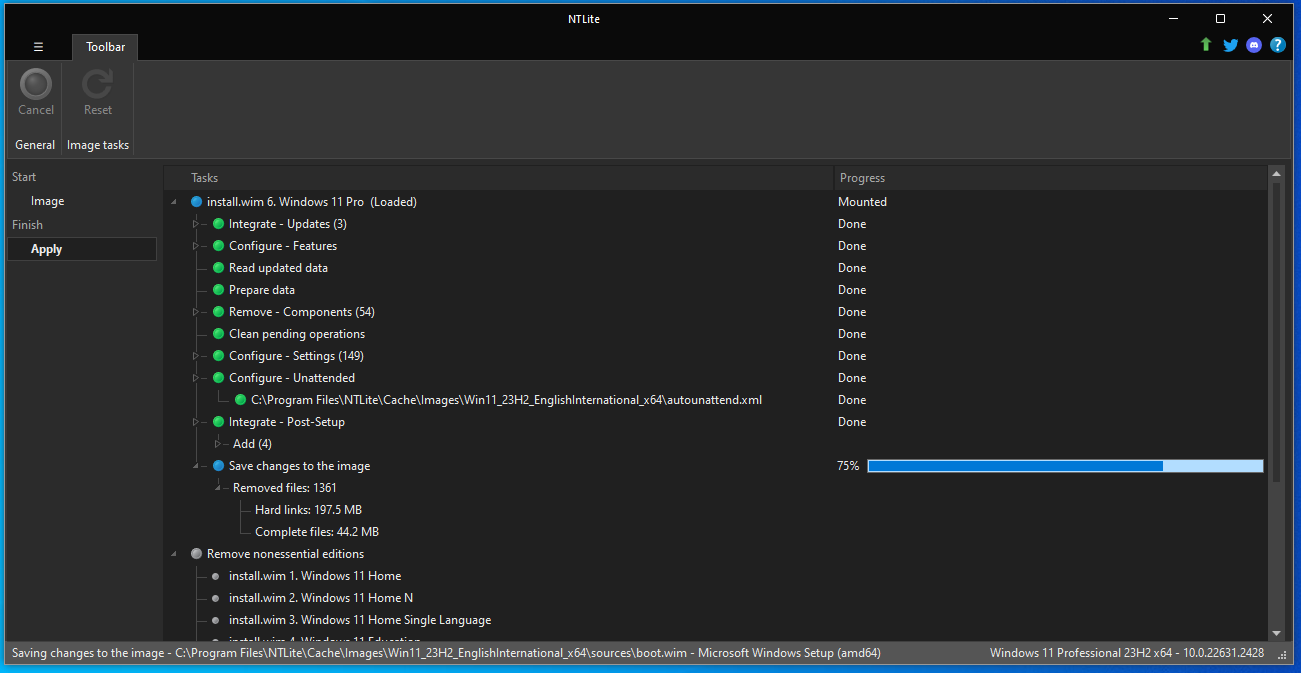 NTLite
Toolbar
Cancel
Reset
General
Image tasks
Start
Image
Finish
Apply
Tasks Progress
install.wim 6. Windows 11 Pro (Loaded) Mounted
Integrate - Updates (3) Done
Configure - Features Done
Read updated data Done
Prepare data Done
Remove - Components (54) Done
Clean pending operations Done
Configure - Settings (149) Done
Configure - Unattended Done
C:\Program Files\NTLite\Cache\Images\Win11_23H2_EnglishInternational_x64\autounattend.xml Done
Integrate - Post-Setup Done
Add (4)
Save changes to the image 75%
Removed files: 1361
Hard links: 197.5 MB
Complete files: 44.2 MB
Remove nonessential editions
install.wim 1. Windows 11 Home
install.wim 2. Windows 11 Home N
install.wim 3. Windows 11 Home Single Language
install.wim 4. Windows 11 Education
Saving changes to the image - C:\Program Files\NTLite\Cache\Images\Win11_23H2_EnglishInternational_x64\sources\boot.wim - Microsoft Windows Setup (amd64) Windows 11 Professional 23H2 x64 - 10.0.22631.2428